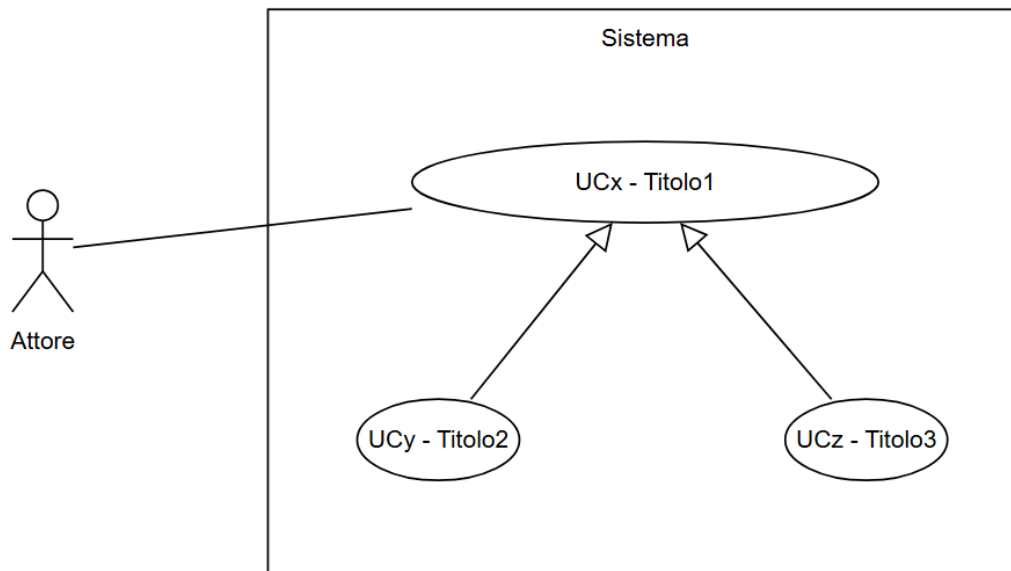 Sistema
UCx - Titolo1
Attore
UCy - Titolo2
UCz - Titolo3